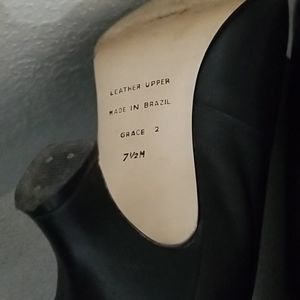 LEATHER UPPER
MADE IN BRAZIL
GRACE 2
7½M